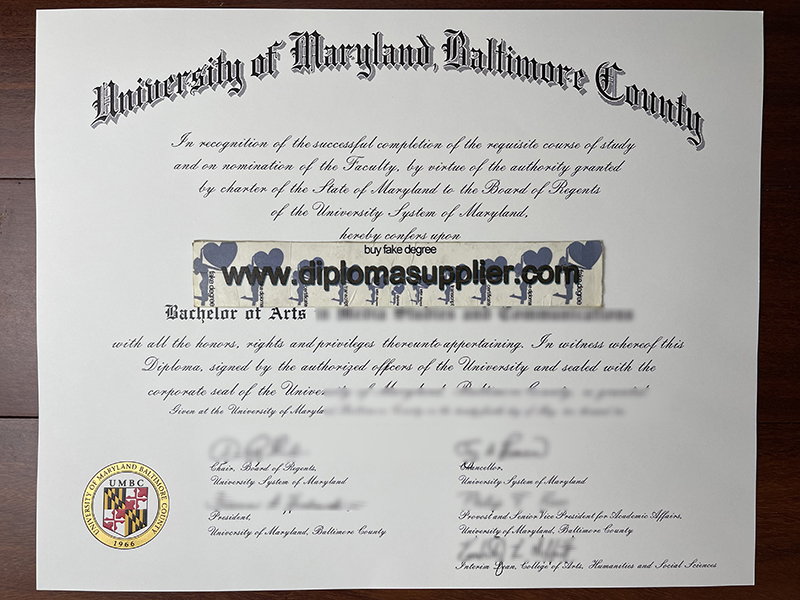 University of Maryland, Baltimore County
In recognition of the successful completion of the requisite course of study
and on nomination of the Faculty, by virtue of the authority granted
by charter of the State of Maryland to the Board of Regents
of the University System of Maryland,
hereby confers upon
buy fake degree
www.diplomasupplier.com
Bachelor of Arts
with all the honors, rights and privileges thereunto appertaining. In witness whereof this
Diploma, signed by the authorized officers of the University and sealed with the
corporate seal of the
Given at the University of
Chair, Board of Regents,
University System of Maryland
Chancellor,
University System of Maryland
President,
University of Maryland, Baltimore County
Provost and Senior Vice President for Academic Affairs,
University of Maryland, Baltimore County
Interim Dean, College of Arts, Humanities and Social Sciences
UNIVERSITY OF MARYLAND BALTIMORE COUNTY
UMBC
1966